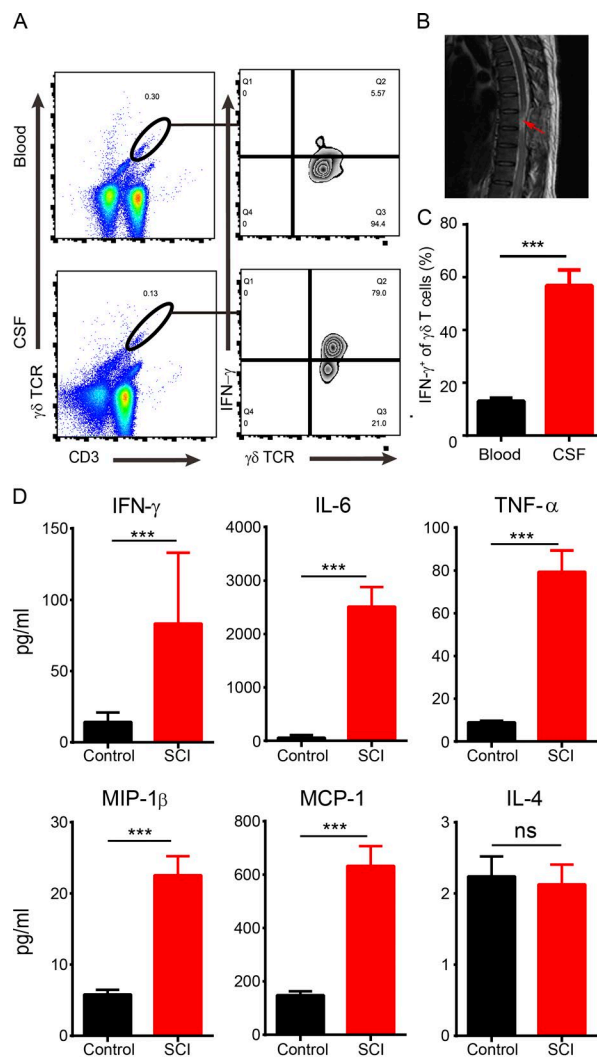 A
Blood
γδ TCR
0.30
Q1
0
Q2
5.57
Q4
0
Q3
94.4
CSF
0.13
IFN-γ
Q1
0
Q2
79.0
Q4
0
Q3
21.0
CD3
γδ TCR
B
C
IFN-γ+ of γδ T cells (%)
80
60
40
20
0
***
Blood
CSF
D
IFN-γ
pg/ml
150
100
50
0
***
Control
SCI
IL-6
4000
3000
2000
1000
0
***
Control
SCI
TNF-α
80
60
40
20
0
100
***
Control
SCI
MIP-1β
pg/ml
30
20
10
0
***
Control
SCI
MCP-1
800
600
400
200
0
***
Control
SCI
IL-4
3
2
1
0
ns
Control
SCI